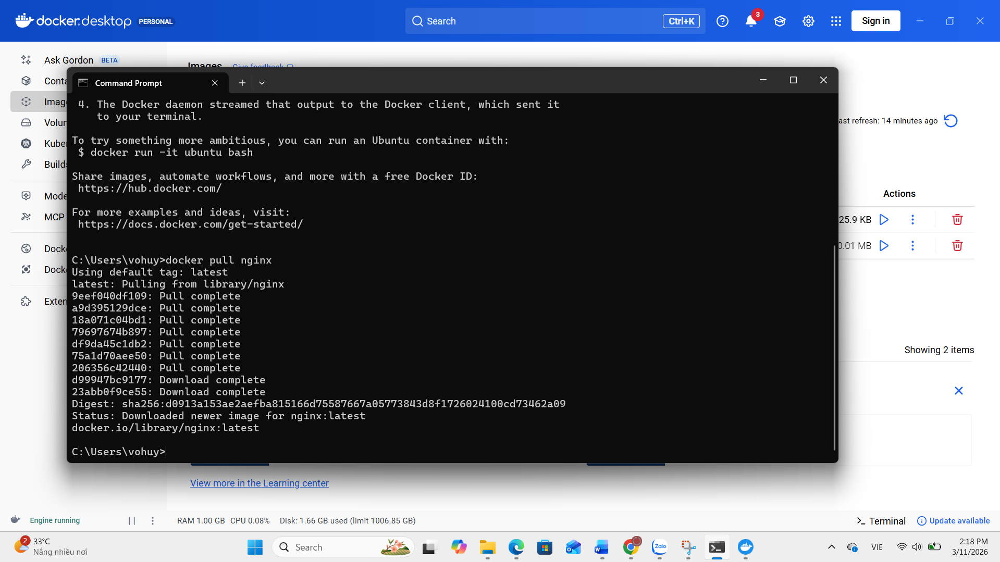 docker.desktop PERSONAL
Search Ctrl+K
3
Sign in
Ask Gordon BETA
Images Give feedback
Conta
Imag
Volun
Kuber
Builds
Mode
MCP
Docke
Docke
Exten
Command Prompt
4. The Docker daemon streamed that output to the Docker client, which sent it
to your terminal.
To try something more ambitious, you can run an Ubuntu container with:
$ docker run -it ubuntu bash
Share images, automate workflows, and more with a free Docker ID:
https://hub.docker.com/
For more examples and ideas, visit:
https://docs.docker.com/get-started/
C:\Users\vohuy>docker pull nginx
Using default tag: latest
latest: Pulling from library/nginx
9eef040df109: Pull complete
a9d395129dce: Pull complete
18a071c04bd1: Pull complete
79697674b897: Pull complete
df9da45c1db2: Pull complete
75a1d70aee50: Pull complete
206356c42440: Pull complete
d99947bc9177: Download complete
23abb0f9ce55: Download complete
Digest: sha256:d0913a153ae2aefba815166d75587667a05773843d8f1726024100cd73462a09
Status: Downloaded newer image for nginx:latest
docker.io/library/nginx:latest
C:\Users\vohuy>
ast refresh: 14 minutes ago
Actions
25.9 KB
0.01 MB
Showing 2 items
View more in the Learning center
Engine running
RAM 1.00 GB CPU 0.08% Disk: 1.66 GB used (limit 1006.85 GB)
Terminal
Update available
2
33°C
Nắng nhiều nơi
Search
Zalo
VIE
2:18 PM
3/11/2026